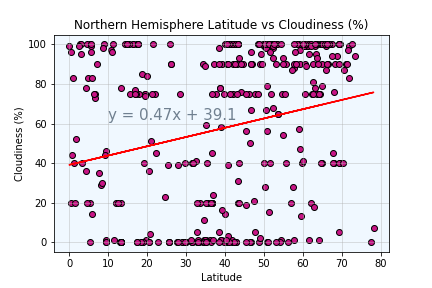 Northern Hemisphere Latitude vs Cloudiness (%)
100
80
60
40
20
0
Cloudiness (%)
y = 0.47x + 39.1
0 10 20 30 40 50 60 70 80
Latitude